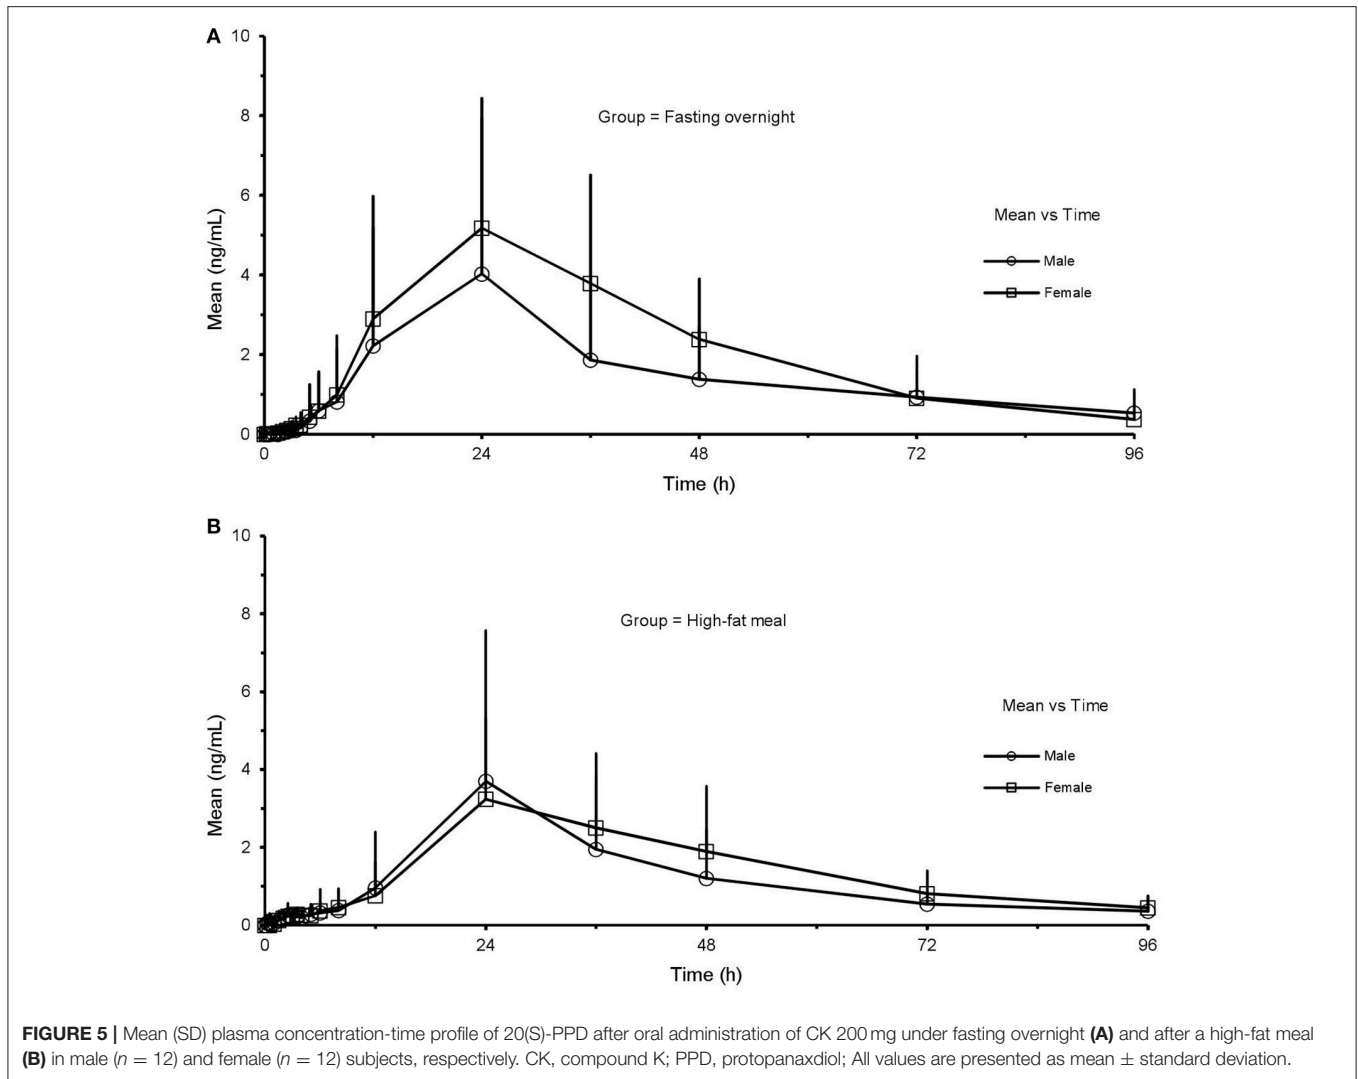 A
10
8
6
4
2
0
Mean (ng/mL)
Group = Fasting overnight
Mean vs Time
Male
Female
0 24 48 72 96
Time (h)
B
10
8
6
4
2
0
Mean (ng/mL)
Group = High-fat meal
Mean vs Time
Male
Female
0 24 48 72 96
Time (h)
FIGURE 5 | Mean (SD) plasma concentration-time profile of 20(S)-PPD after oral administration of CK 200 mg under fasting overnight (A) and after a high-fat meal
(B) in male (n = 12) and female (n = 12) subjects, respectively. CK, compound K; PPD, protopanaxdiol; All values are presented as mean ± standard deviation.